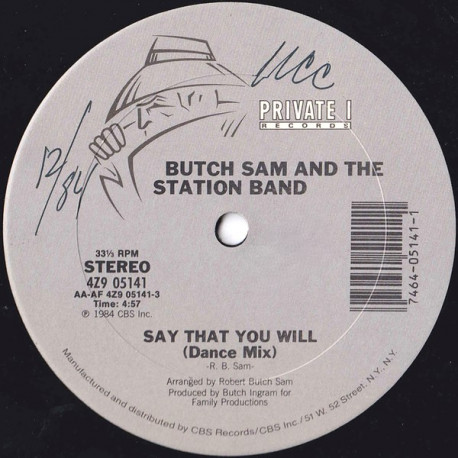 UCC
12/84
PRIVATE I
RECORDS
BUTCH SAM AND THE
STATION BAND
33⅓ RPM
STEREO
4Z9 05141
AA-AF 4Z9 05141-3
Time: 4:57
℗ 1984 CBS Inc.
7464-05141-1
SAY THAT YOU WILL
(Dance Mix)
-R. B. Sam-
Arranged by Robert Butch Sam
Produced by Butch Ingram for
Family Productions
Manufactured and distributed by CBS Records/CBS Inc./51 W. 52 Street, N.Y., N.Y.